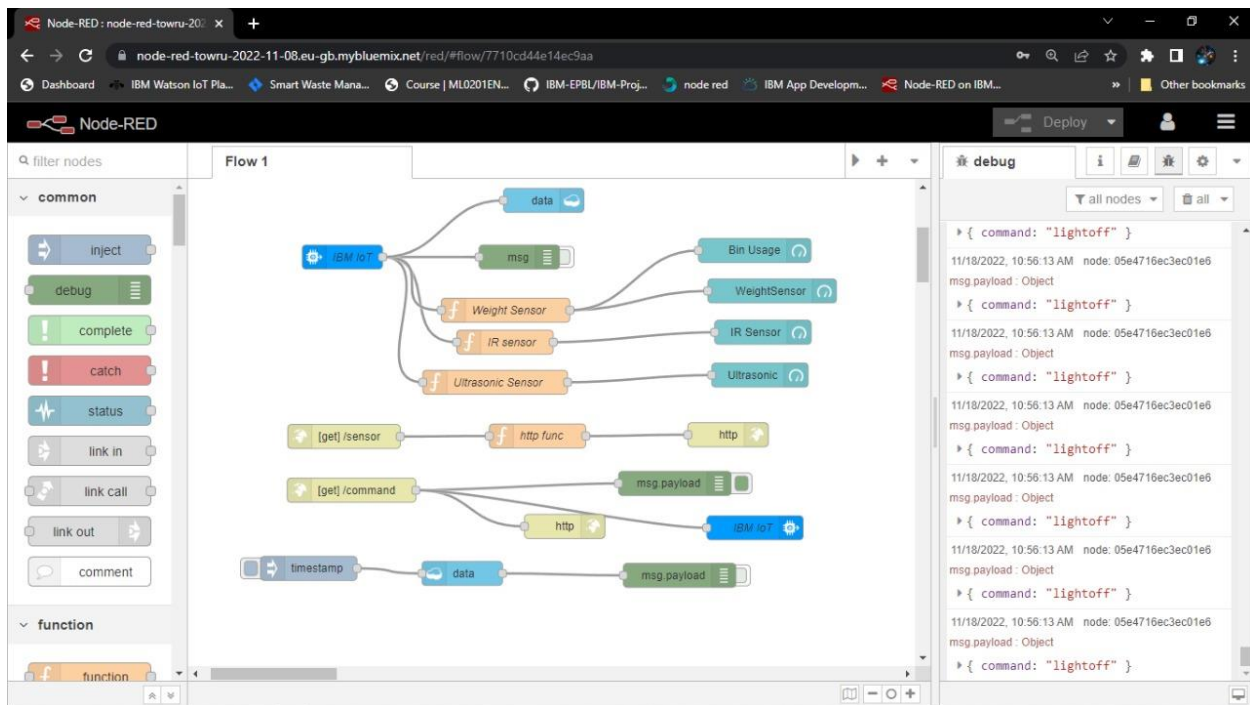 Node-RED : node-red-towru-202
node-red-towru-2022-11-08.eu-gb.mybluemix.net/red/#flow/7710cd44e14ec9aa
Dashboard IBM Watson IoT Pla... Smart Waste Mana... Course | ML0201EN... IBM-EPBL/IBM-Proj... node red IBM App Developm... Node-RED on IBM... » Other bookmarks
Node-RED Deploy
filter nodes Flow 1 debug
all nodes all
common
inject
debug
complete
catch
status
link in
link call
link out
comment
function
function
data
IBM IoT
msg
Bin Usage
Weight Sensor
WeightSensor
IR sensor
IR Sensor
Ultrasonic Sensor
Ultrasonic
[get] /sensor http func http
[get] /command
msg.payload
http
IBM IoT
timestamp data msg.payload
{ command: "lightoff" }
11/18/2022, 10:56:13 AM node: 05e4716ec3ec01e6
msg.payload : Object
{ command: "lightoff" }
11/18/2022, 10:56:13 AM node: 05e4716ec3ec01e6
msg.payload : Object
{ command: "lightoff" }
11/18/2022, 10:56:13 AM node: 05e4716ec3ec01e6
msg.payload : Object
{ command: "lightoff" }
11/18/2022, 10:56:13 AM node: 05e4716ec3ec01e6
msg.payload : Object
{ command: "lightoff" }
11/18/2022, 10:56:13 AM node: 05e4716ec3ec01e6
msg.payload : Object
{ command: "lightoff" }
11/18/2022, 10:56:13 AM node: 05e4716ec3ec01e6
msg.payload : Object
{ command: "lightoff" }